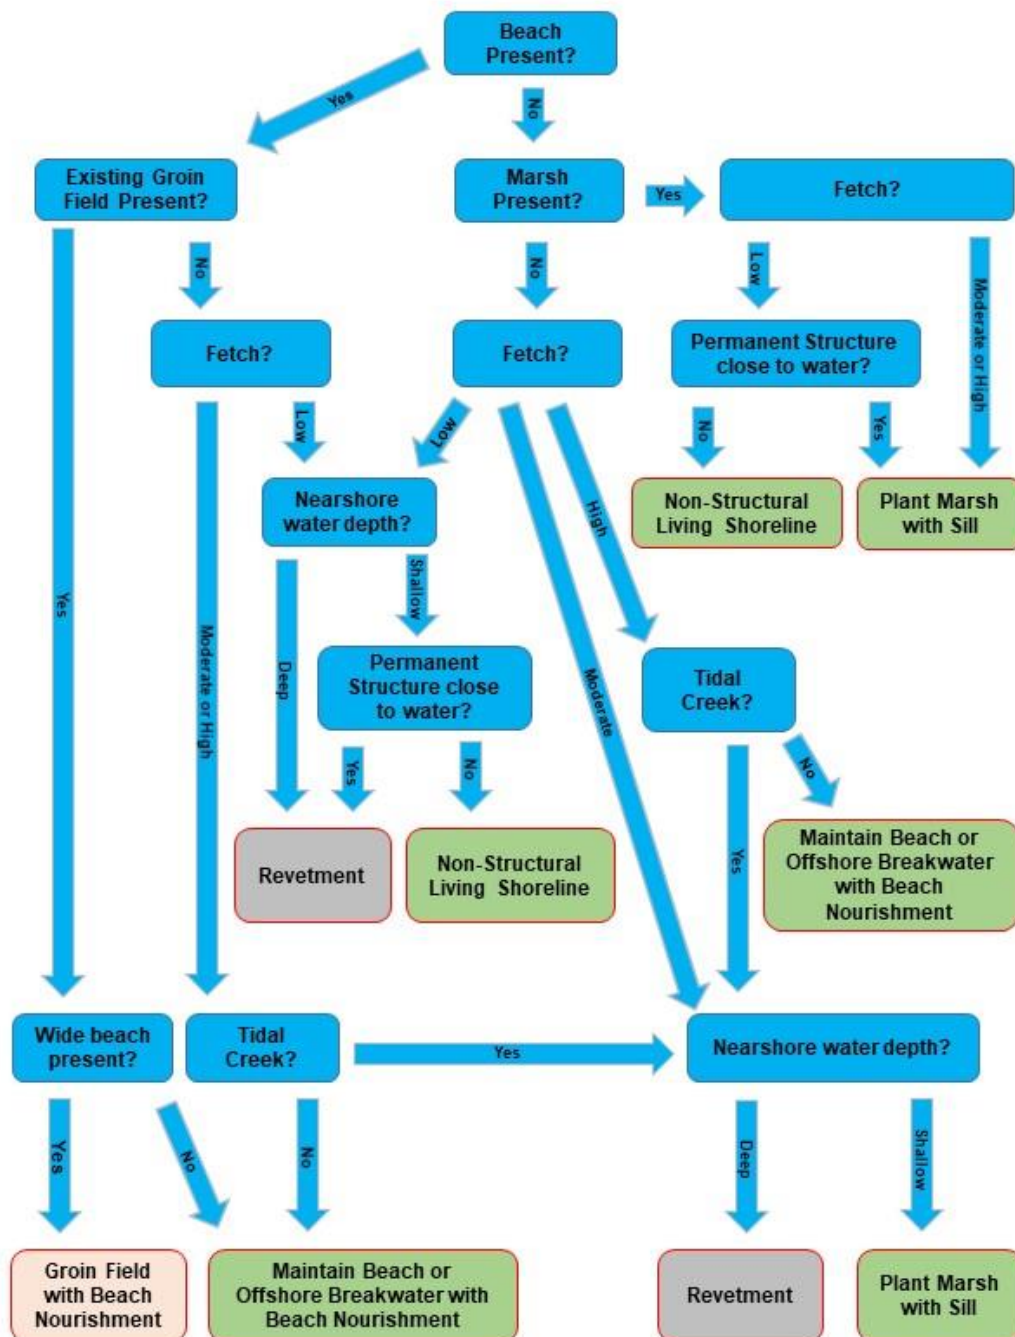 Beach
Present?
Yes
No
Existing Groin
Field Present?
Marsh
Present?
Yes
Fetch?
No
No
Low
Moderate or High
Fetch?
Fetch?
Permanent Structure
close to water?
Low
Low
No
Yes
Nearshore
water depth?
High
Non-Structural
Living Shoreline
Plant Marsh
with Sill
Yes
Moderate or High
Shallow
Deep
Moderate
Permanent
Structure close
to water?
Tidal
Creek?
Yes
No
No
Yes
Revetment
Non-Structural
Living Shoreline
Maintain Beach or
Offshore Breakwater
with Beach
Nourishment
Wide beach
present?
Tidal
Creek?
Yes
Nearshore water depth?
Yes
No
No
Deep
Shallow
Groin Field
with Beach
Nourishment
Maintain Beach or
Offshore Breakwater with
Beach Nourishment
Revetment
Plant Marsh
with Sill